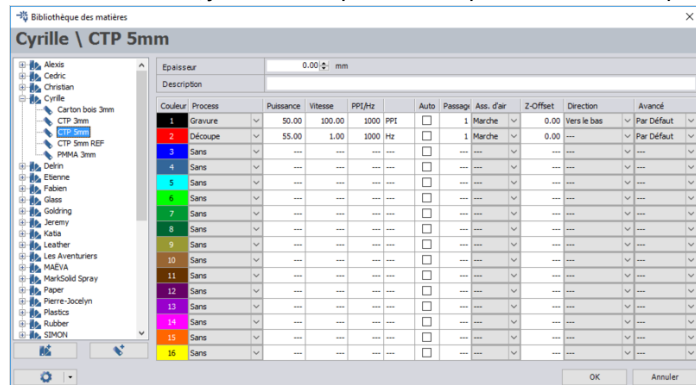 Bibliothèque des matières
Cyrille \ CTP 5mm
Alexis
Cedric
Christian
Cyrille
Carton bois 3mm
CTP 3mm
CTP 5mm
CTP 5mm REF
PMMA 3mm
Delrin
Etienne
Fabien
Glass
Goldring
Jeremy
Katia
Leather
Les Aventuriers
MAËVA
MarkSolid Spray
Paper
Pierre-Jocelyn
Plastics
Rubber
SIMON
Epaisseur 0.00 mm
Description
Couleur Process Puissance Vitesse PPI/Hz Auto Passage Ass. d'air Z-Offset Direction Avancé
1 Gravure 50.00 100.00 1000 PPI 1 Marche 0.00 Vers le bas Par Défaut
2 Découpe 55.00 1.00 1000 Hz 1 Marche 0.00 --- Par Défaut
3 Sans --- --- --- --- --- --- --- --- ---
4 Sans --- --- --- --- --- --- --- --- ---
5 Sans --- --- --- --- --- --- --- --- ---
6 Sans --- --- --- --- --- --- --- --- ---
7 Sans --- --- --- --- --- --- --- --- ---
8 Sans --- --- --- --- --- --- --- --- ---
9 Sans --- --- --- --- --- --- --- --- ---
10 Sans --- --- --- --- --- --- --- --- ---
11 Sans --- --- --- --- --- --- --- --- ---
12 Sans --- --- --- --- --- --- --- --- ---
13 Sans --- --- --- --- --- --- --- --- ---
14 Sans --- --- --- --- --- --- --- --- ---
15 Sans --- --- --- --- --- --- --- --- ---
16 Sans --- --- --- --- --- --- --- --- ---
OK Annuler